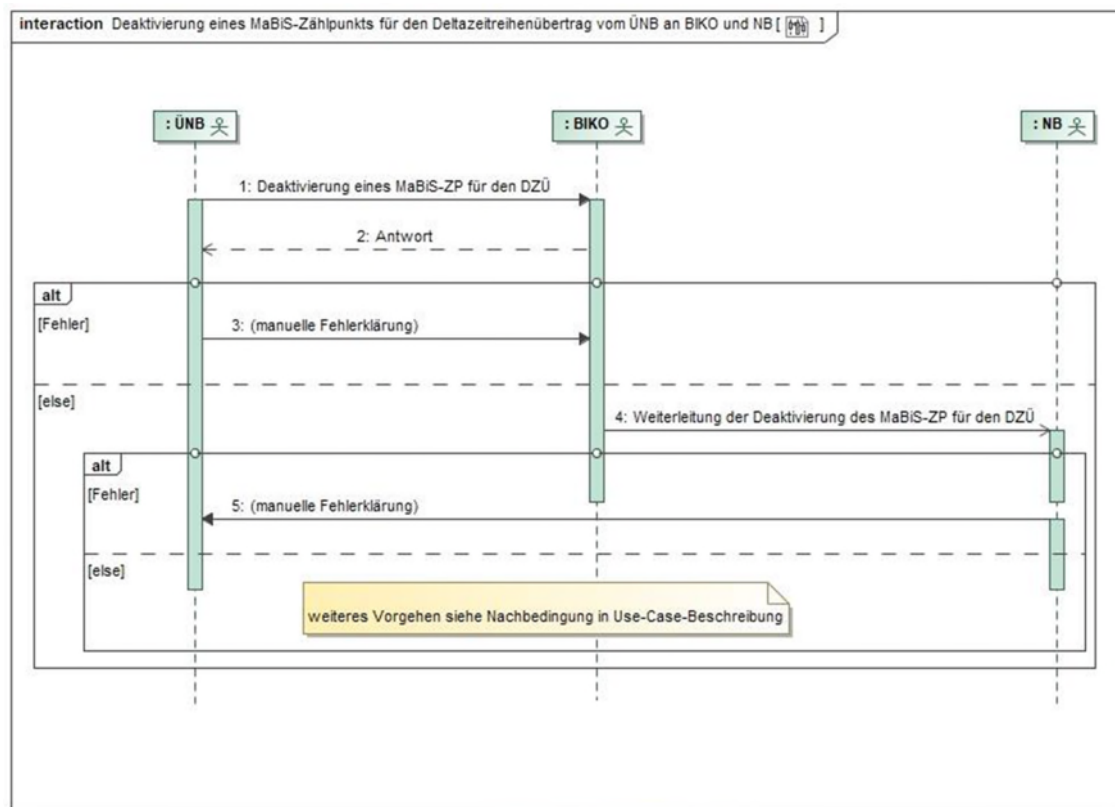 interaction Deaktivierung eines MaBiS-Zählpunkts für den Deltazeitreihenübertrag vom ÜNB an BIKO und NB [ ]
: ÜNB
: BIKO
: NB
1: Deaktivierung eines MaBiS-ZP für den DZÜ
2: Antwort
alt
[Fehler]
3: (manuelle Fehlerklärung)
[else]
4: Weiterleitung der Deaktivierung des MaBiS-ZP für den DZÜ
alt
[Fehler]
5: (manuelle Fehlerklärung)
[else]
weiteres Vorgehen siehe Nachbedingung in Use-Case-Beschreibung